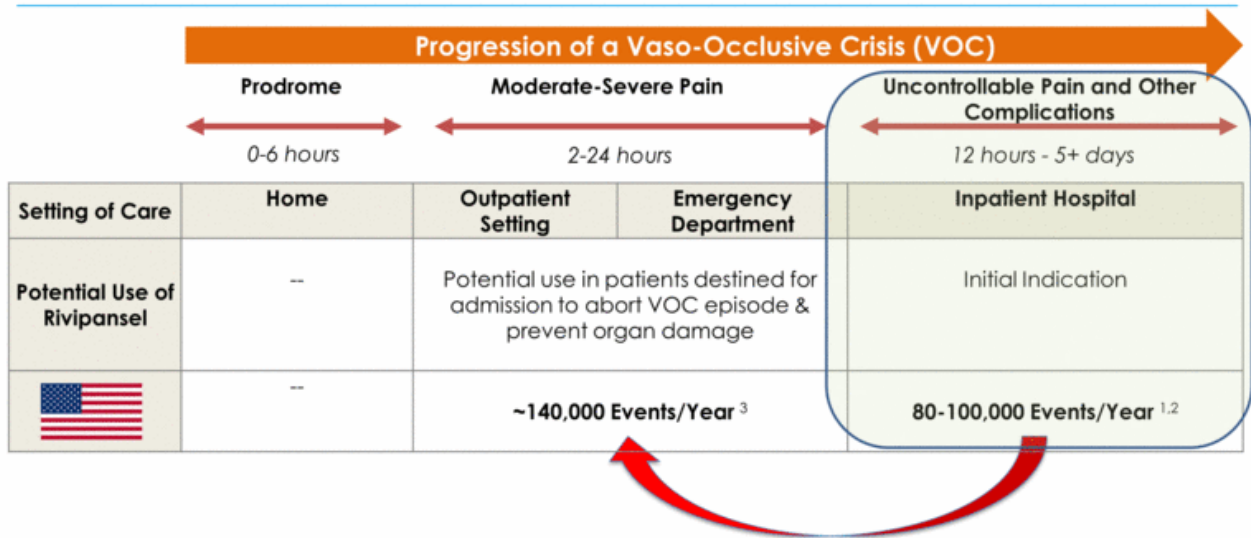 Progression of a Vaso-Occlusive Crisis (VOC)
Prodrome
Moderate-Severe Pain
Uncontrollable Pain and Other
Complications
0-6 hours
2-24 hours
12 hours - 5+ days
Setting of Care
Home
Outpatient
Setting
Emergency
Department
Inpatient Hospital
Potential Use of
Rivipansel
--
Potential use in patients destined for
admission to abort VOC episode &
prevent organ damage
Initial Indication
--
~140,000 Events/Year 3
80-100,000 Events/Year 1,2